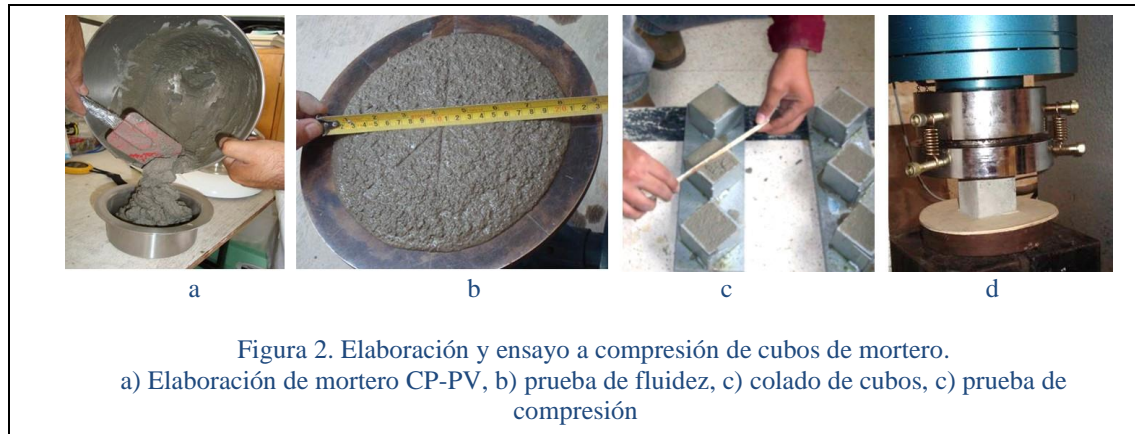 a
b
c
d
Figura 2. Elaboración y ensayo a compresión de cubos de mortero.
a) Elaboración de mortero CP-PV, b) prueba de fluidez, c) colado de cubos, c) prueba de
compresión